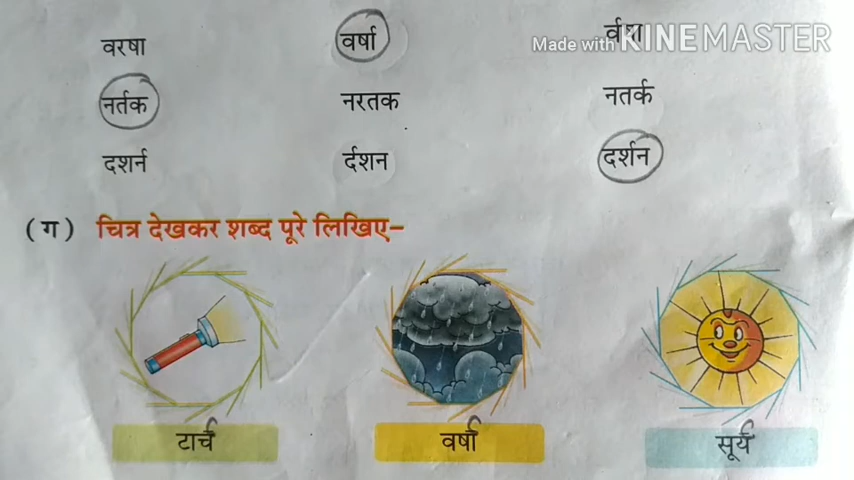 वरषा वर्षा
Made with KINEMASTER
नर्तक नरतक नतर्क
दशर्न र्दशन दर्शन
(ग) चित्र देखकर शब्द पूरे लिखिए–
टार्च वर्षा सूर्य